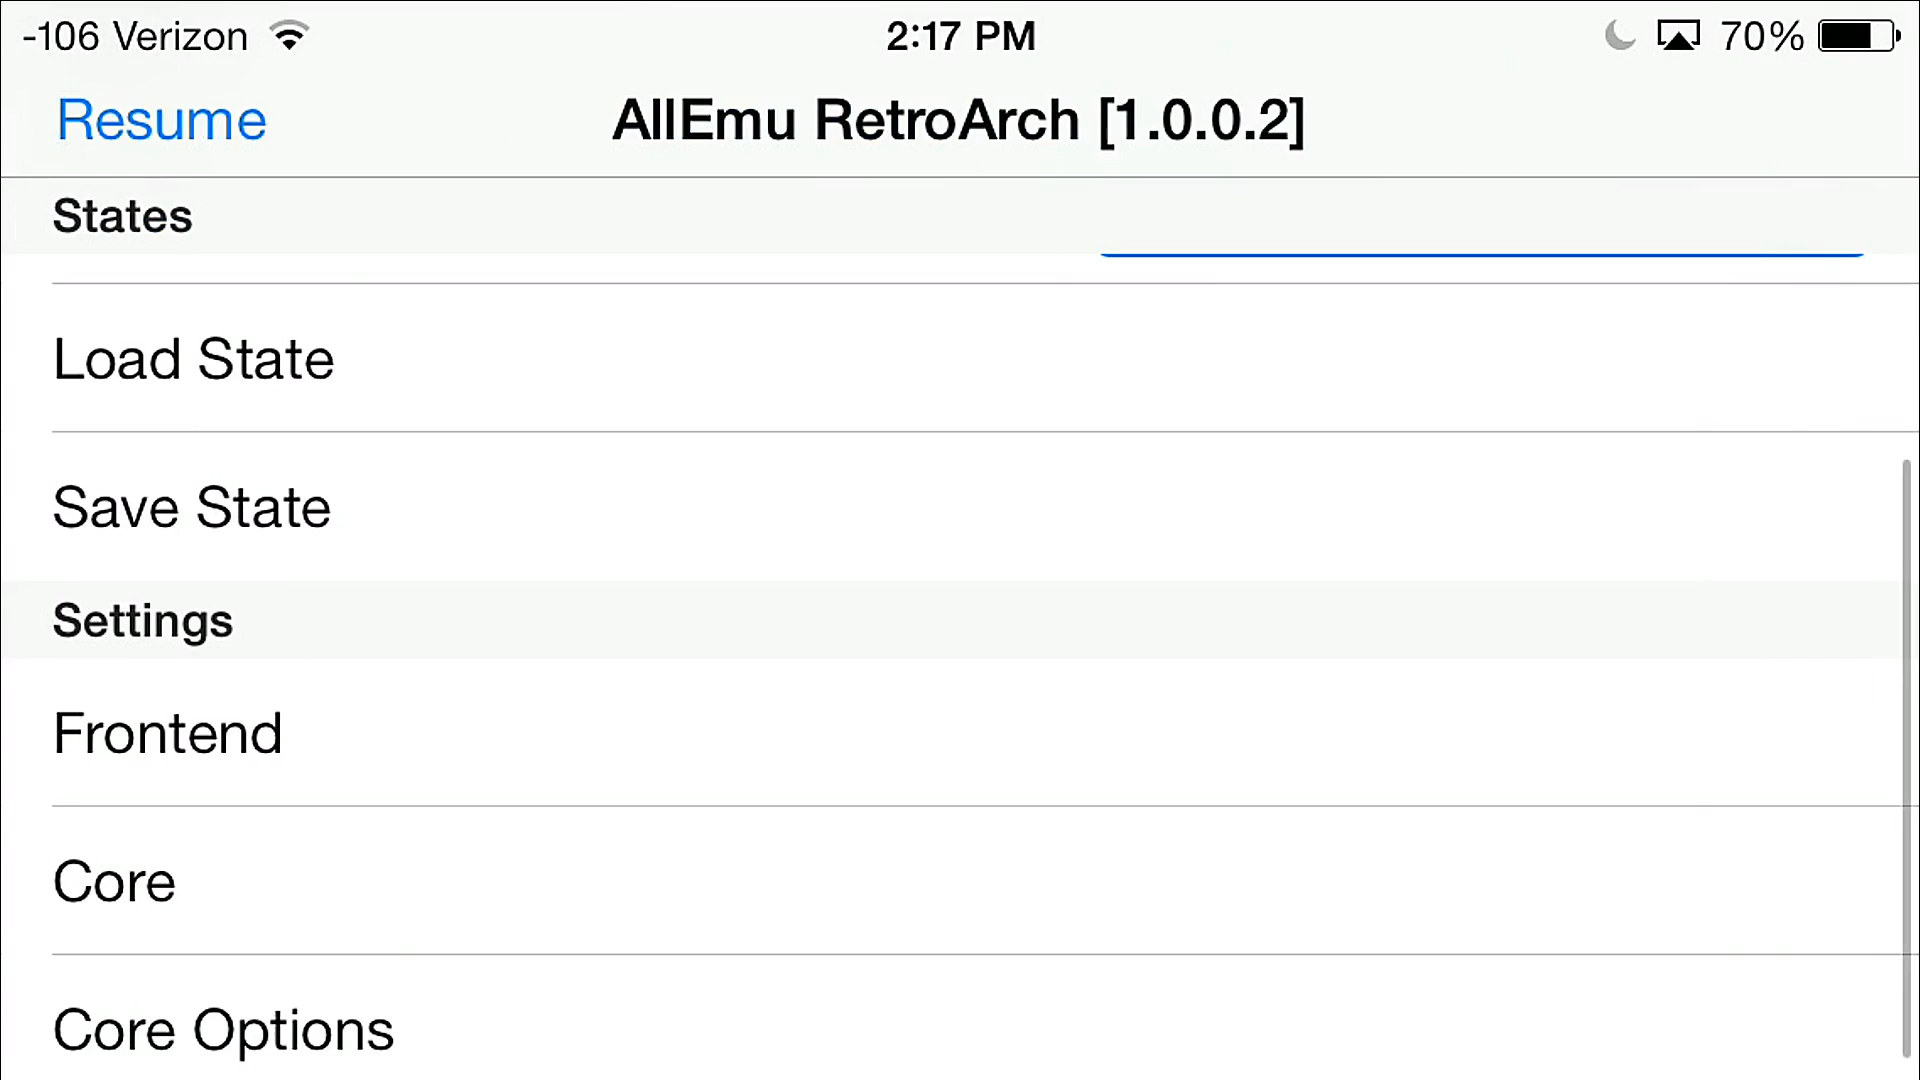 -106 Verizon 2:17 PM 70%
Resume AllEmu RetroArch [1.0.0.2]
States
Load State
Save State
Settings
Frontend
Core
Core Options